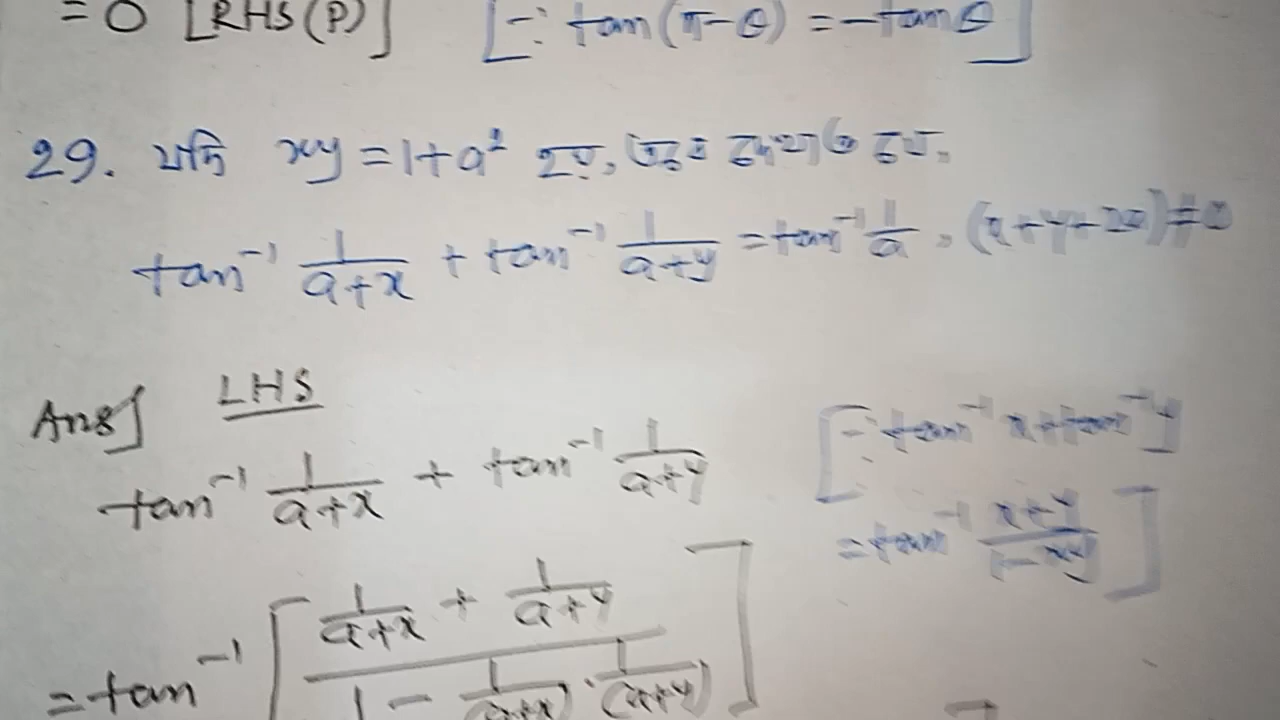 = 0 [RHS(P)] [∵ tan(π-θ) = -tanθ]
29. যদি xy = 1+a² হয়, তবে দেখাও যে,
tan⁻¹ 1/(a+x) + tan⁻¹ 1/(a+y) = tan⁻¹ 1/a, (x+y+2a) ≠ 0
Ans] LHS
tan⁻¹ 1/(a+x) + tan⁻¹ 1/(a+y) [∵ tan⁻¹ x + tan⁻¹ y
= tan⁻¹ (x+y)/(1-xy)]
= tan⁻¹ [(1/(a+x) + 1/(a+y)) / (1 - 1/(a+x) · 1/(a+y))]